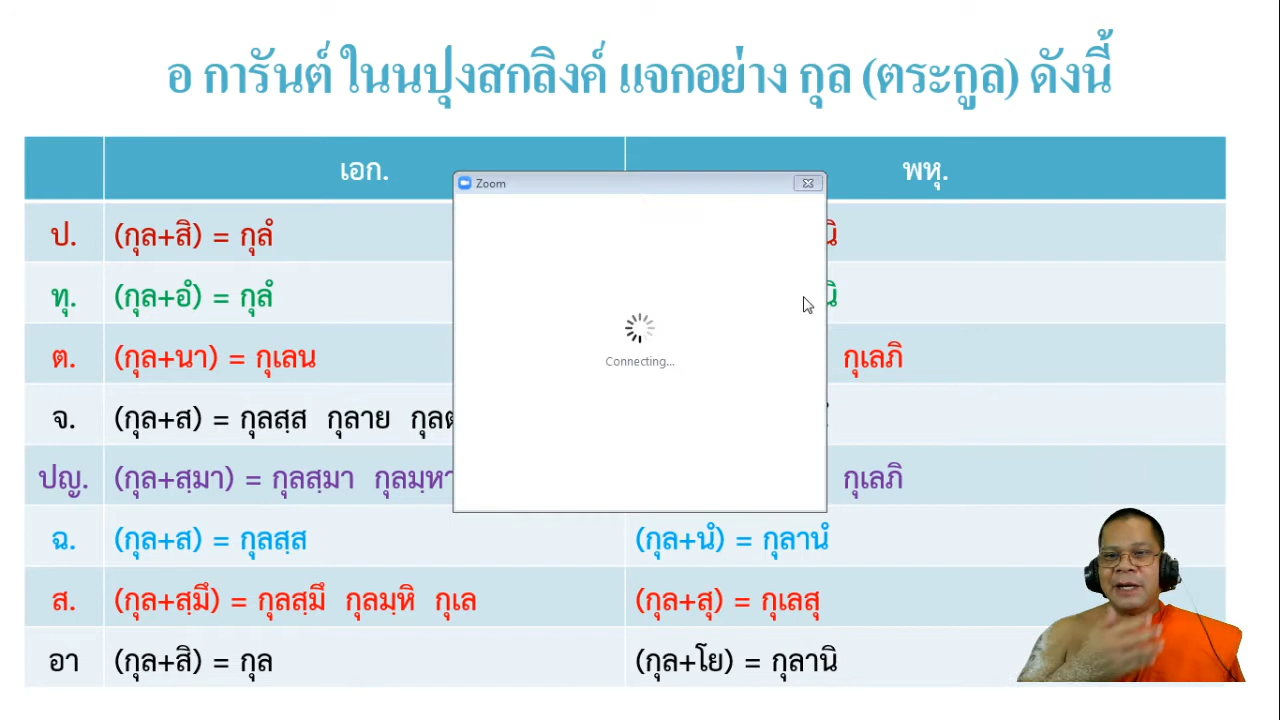 อ การันต์ ในนปุงสกลิงค์ แจกอย่าง กุล (ตระกูล) ดังนี้
เอก. พหุ.
Zoom
ป. (กุล+สิ) = กุลํ
ทุ. (กุล+อํ) = กุลํ
ต. (กุล+นา) = กุเลน กุเลภิ
Connecting...
จ. (กุล+ส) = กุลสฺส กุลาย
ปญ. (กุล+สฺมา) = กุลสฺมา กุลมฺหา กุเลภิ
ฉ. (กุล+ส) = กุลสฺส (กุล+นํ) = กุลานํ
ส. (กุล+สฺมึ) = กุลสฺมึ กุลมฺหิ กุเล (กุล+สุ) = กุเลสุ
อา (กุล+สิ) = กุล (กุล+โย) = กุลานิ